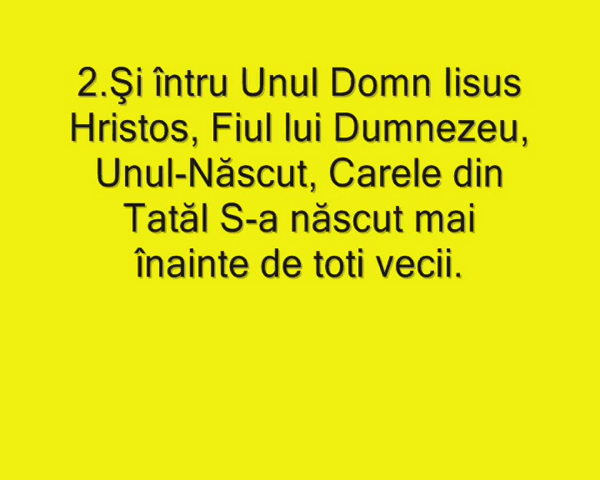 2.Şi întru Unul Domn Iisus
Hristos, Fiul lui Dumnezeu,
Unul-Născut, Carele din
Tatăl S-a născut mai
înainte de toti vecii.